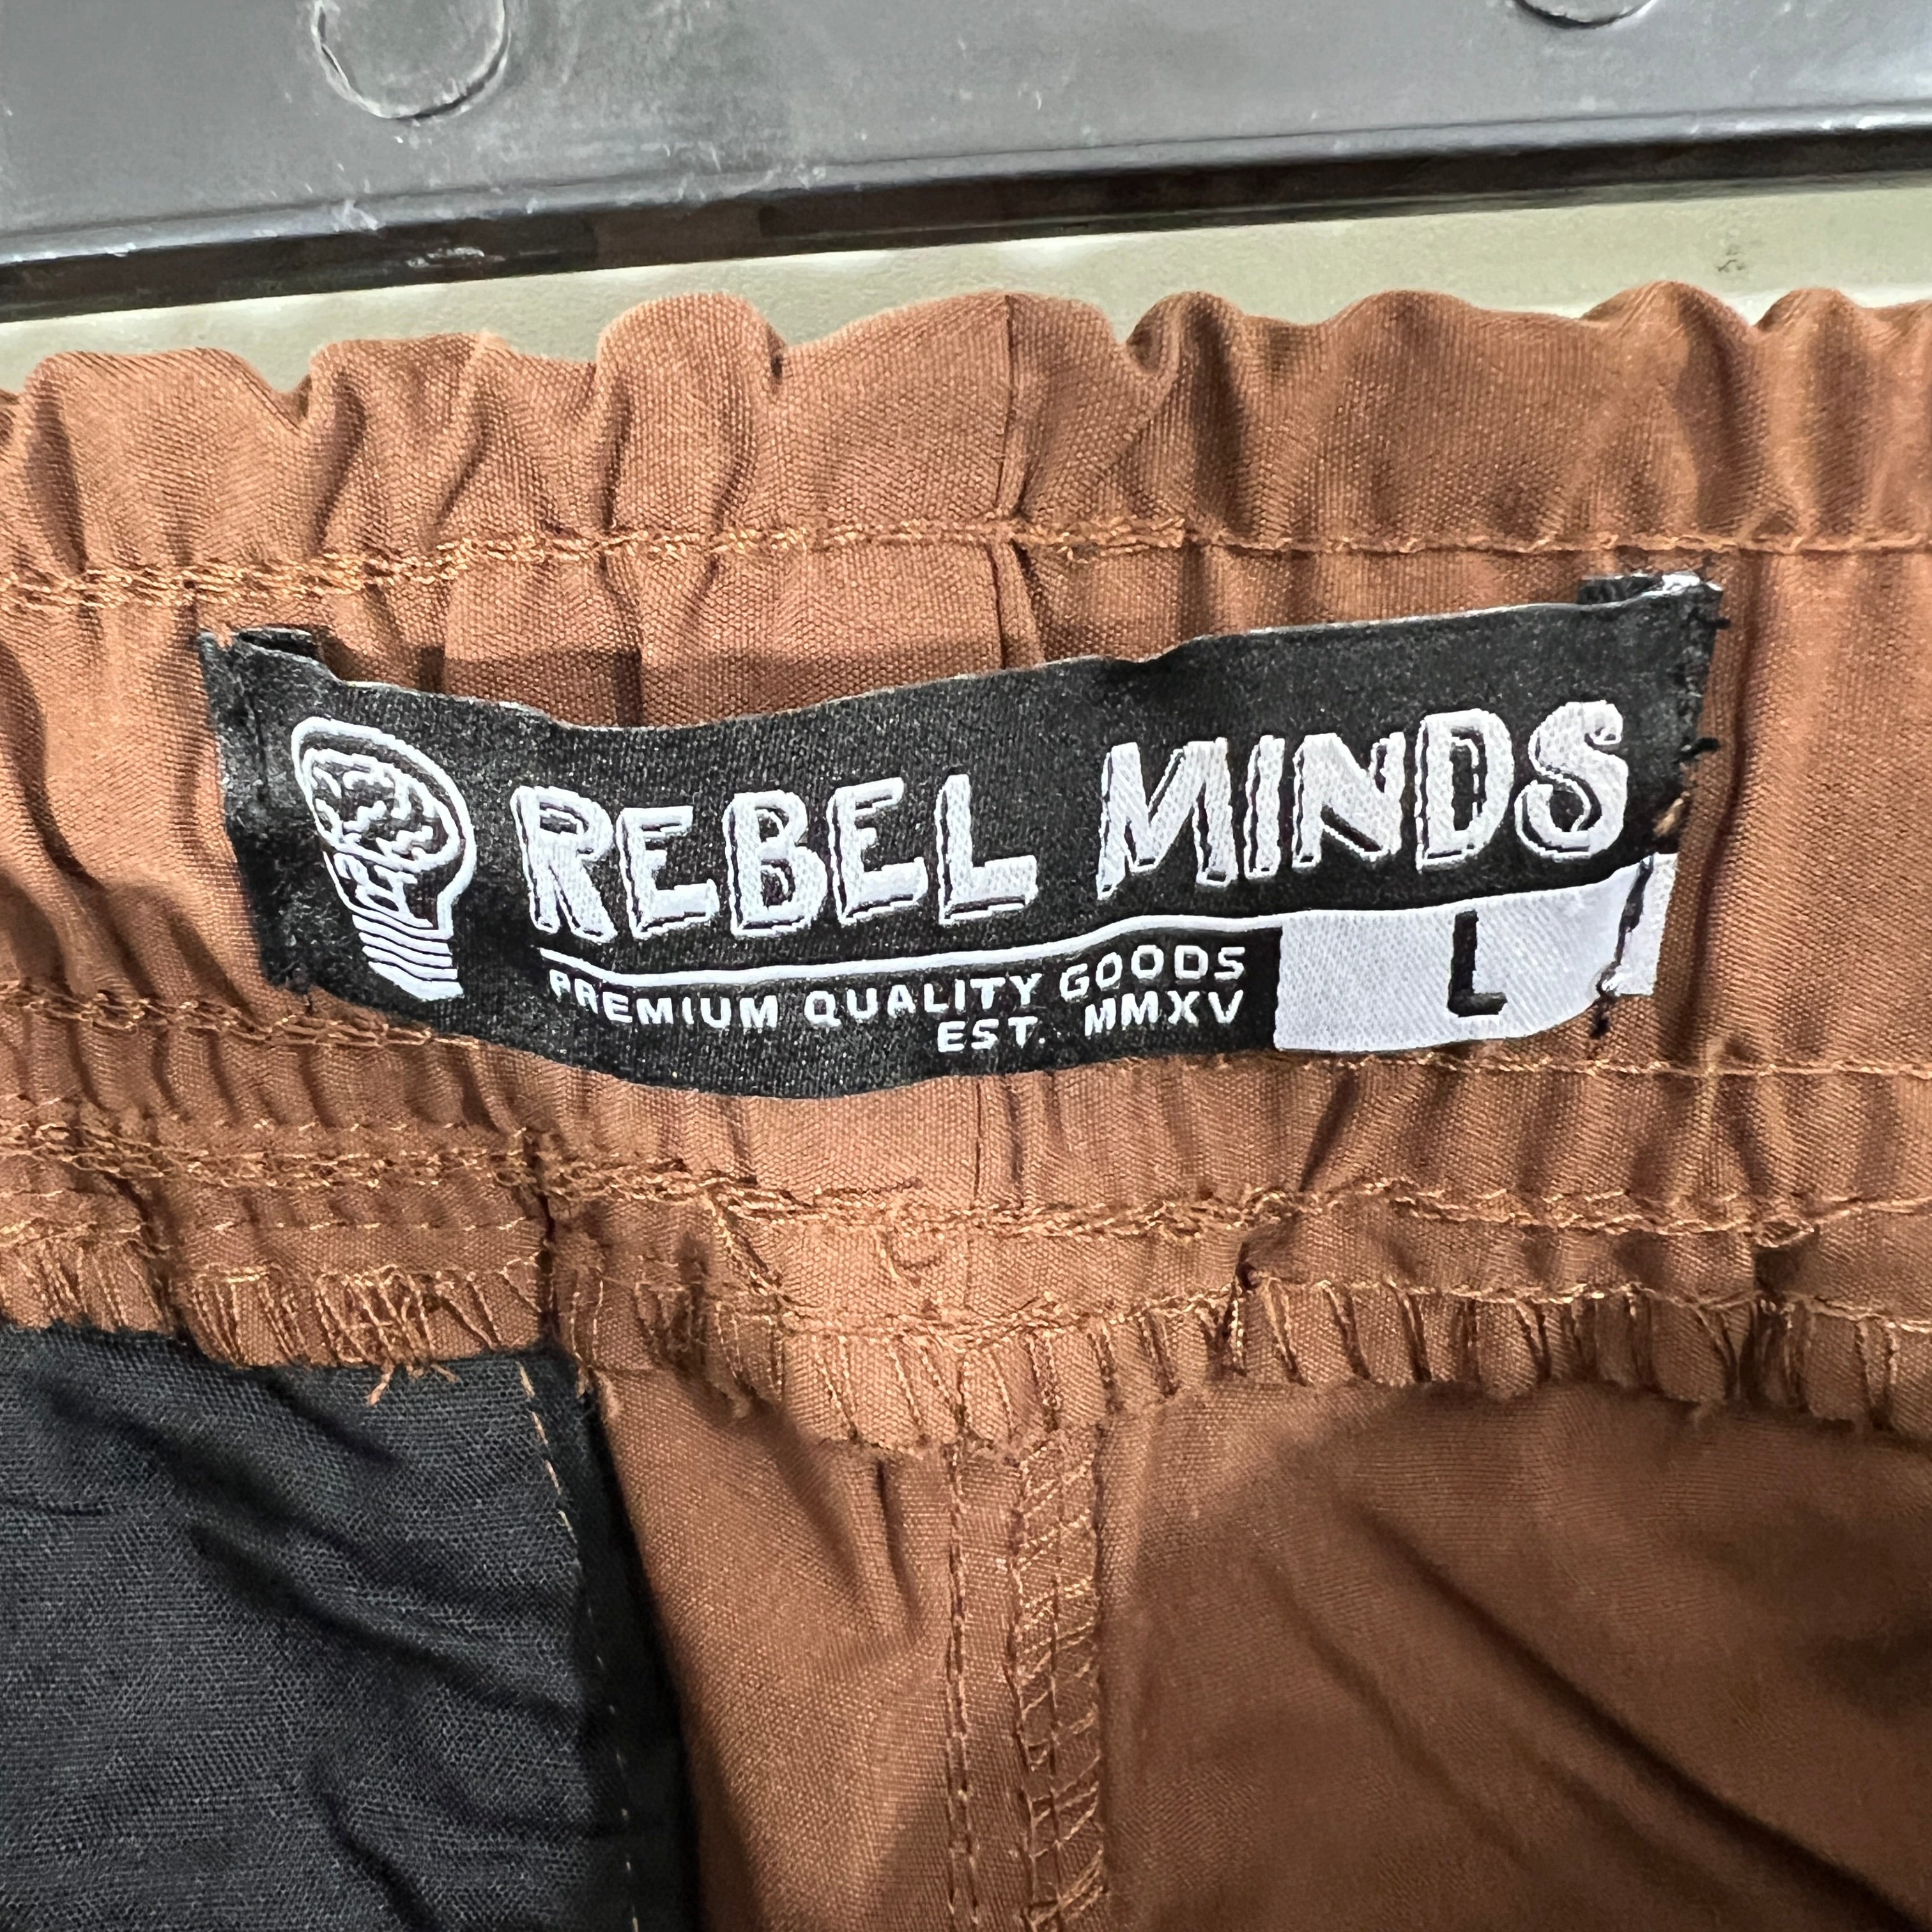 REBEL MINDS
PREMIUM QUALITY GOODS
EST. MMXV
L